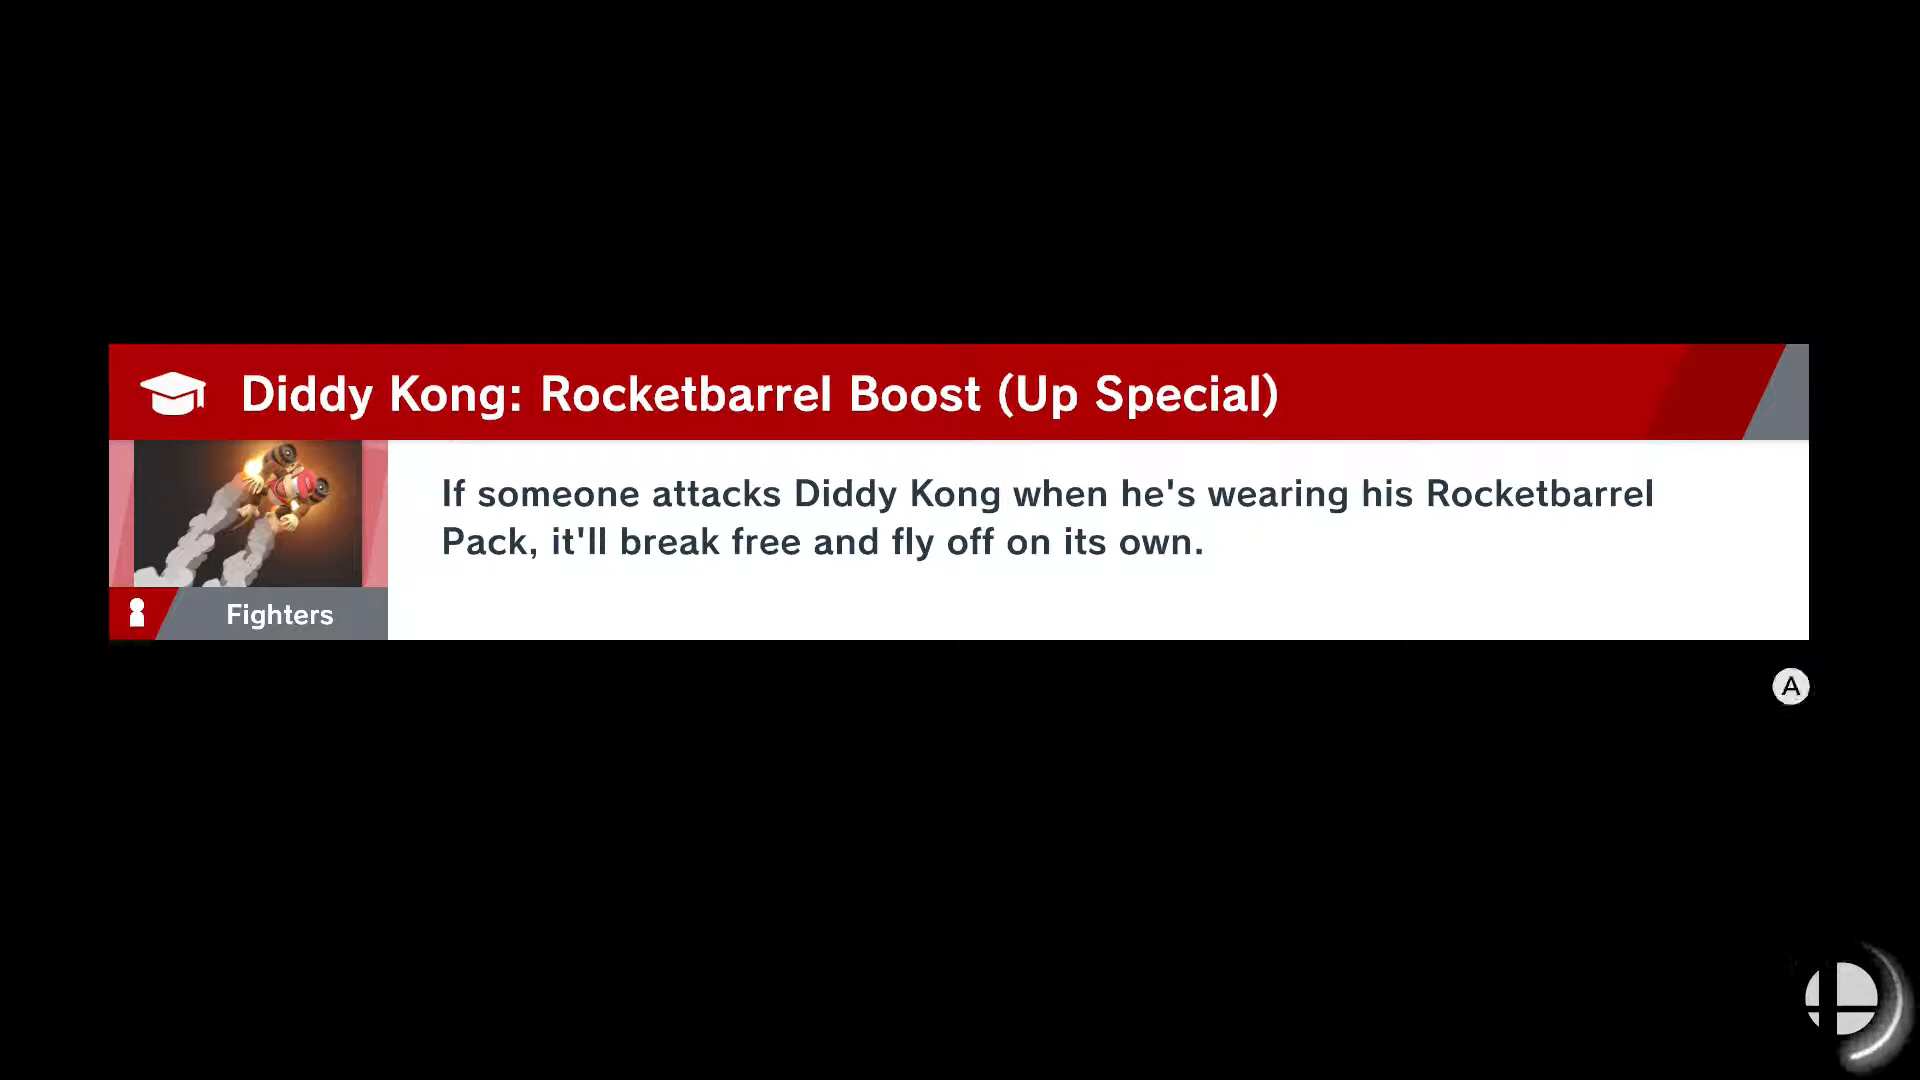 Diddy Kong: Rocketbarrel Boost (Up Special)
If someone attacks Diddy Kong when he's wearing his Rocketbarrel
Pack, it'll break free and fly off on its own.
Fighters
A